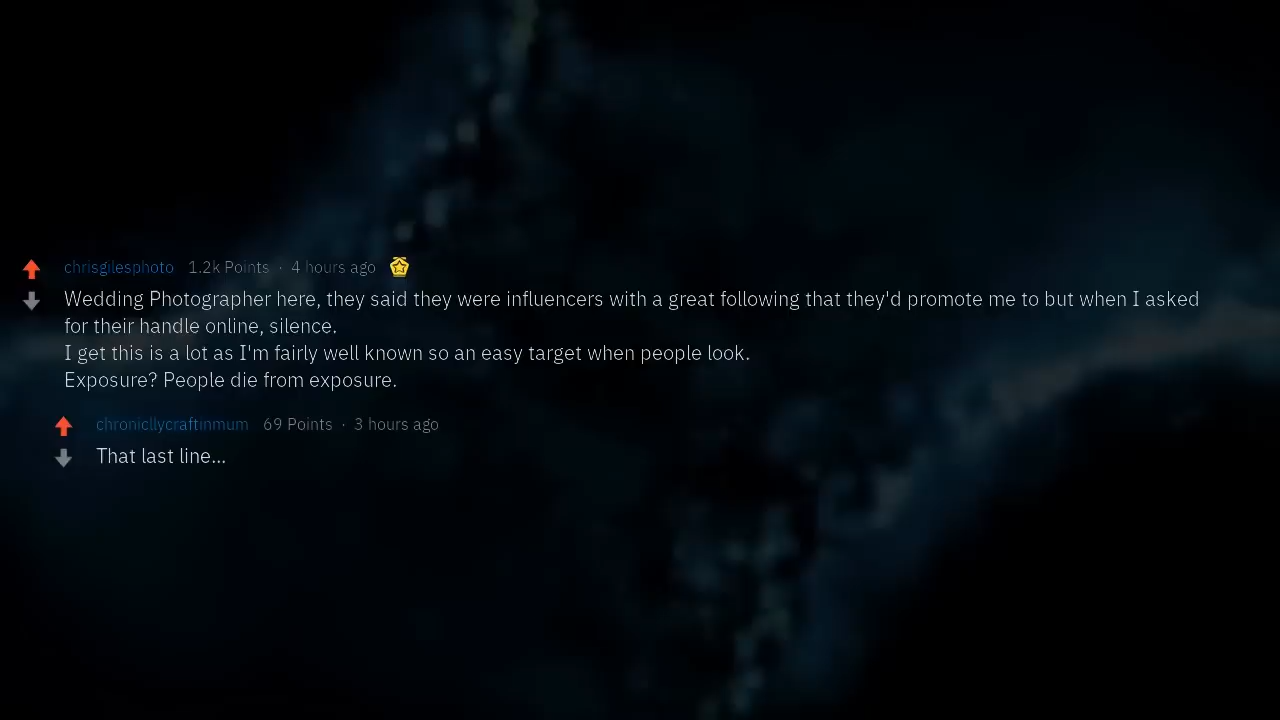 chrisgilesphoto 1.2k Points · 4 hours ago
Wedding Photographer here, they said they were influencers with a great following that they'd promote me to but when I asked
for their handle online, silence.
I get this is a lot as I'm fairly well known so an easy target when people look.
Exposure? People die from exposure.
chronicllycraftinmum 69 Points · 3 hours ago
That last line...